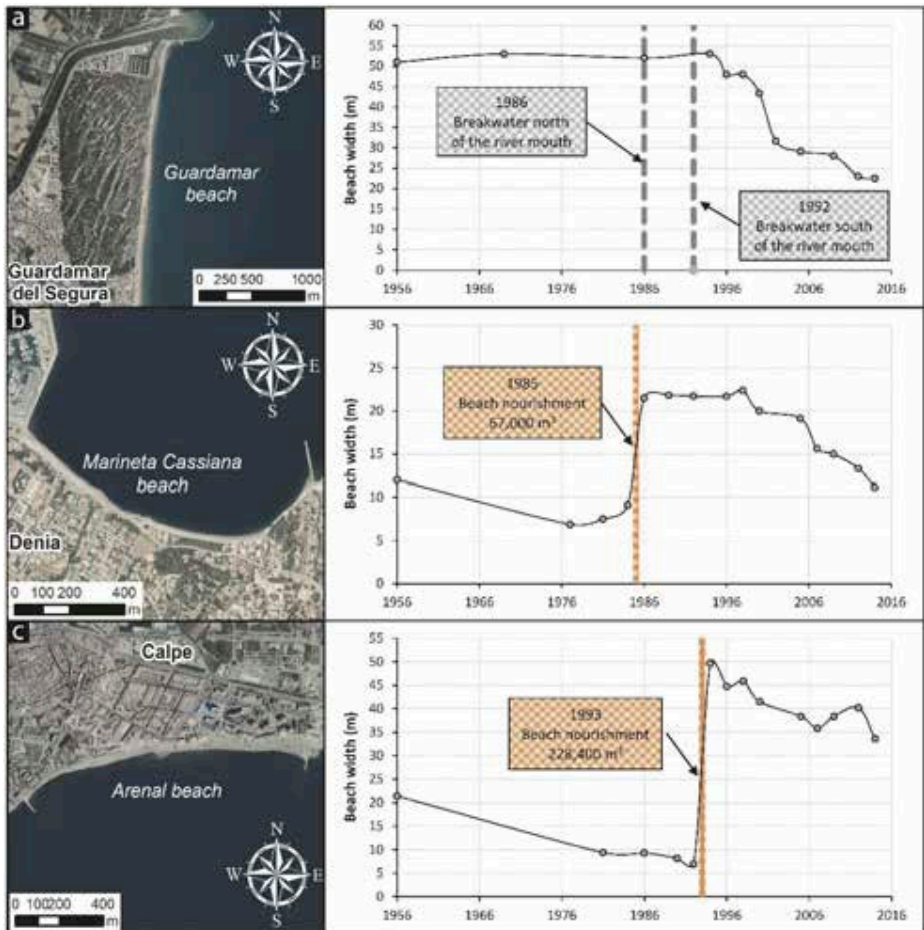 a
N
W E
S
Guardamar
beach
Guardamar
del Segura
0 250 500 1000
m
Beach width (m)
60
55
50
45
40
35
30
25
20
15
10
5
0
1986
Breakwater north
of the river mouth
1992
Breakwater south
of the river mouth
1956 1966 1976 1986 1996 2006 2016
b
N
W E
S
Marineta Cassiana
beach
Denia
0 100 200 400
m
Beach width (m)
30
25
20
15
10
5
0
1985
Beach nourishment
67,000 m³
1956 1966 1976 1986 1996 2006 2016
c
Calpe
Arenal beach
N
W E
S
0 100 200 400
m
Beach width (m)
55
50
45
40
35
30
25
20
15
10
5
0
1993
Beach nourishment
228,400 m³
1956 1966 1976 1986 1996 2006 2016